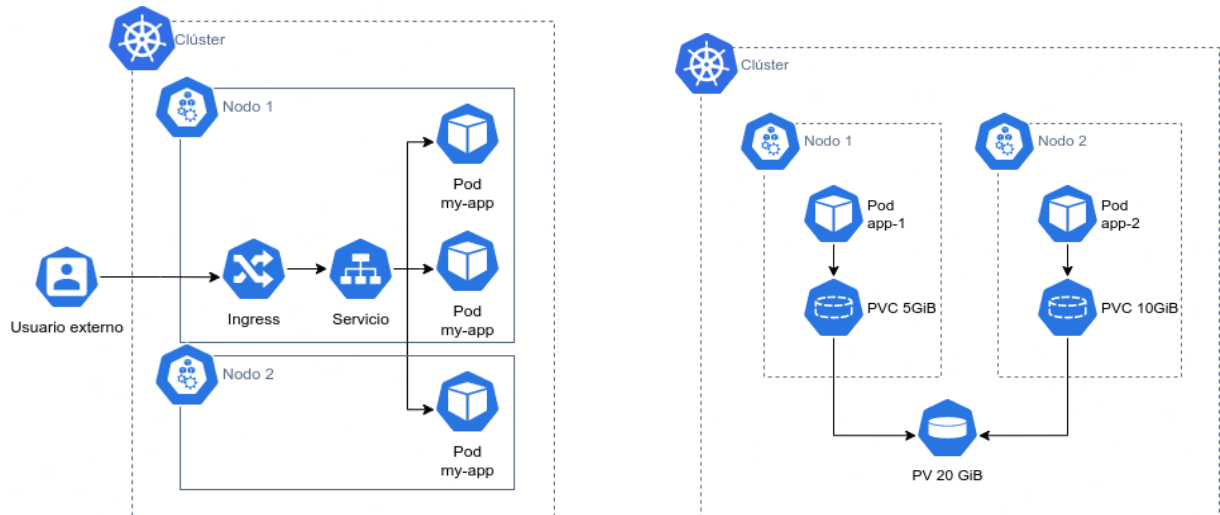 Clúster
Nodo 1
Pod
my-app
Usuario externo
Ingress
Servicio
Pod
my-app
Nodo 2
Pod
my-app
Clúster
Nodo 1
Nodo 2
Pod
app-1
Pod
app-2
PVC 5GiB
PVC 10GiB
PV 20 GiB